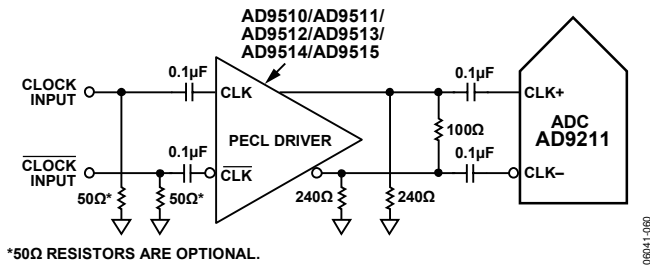 AD9510/AD9511/
AD9512/AD9513/
AD9514/AD9515
0.1µF
0.1µF
CLOCK
INPUT
CLK
CLK+
ADC
AD9211
PECL DRIVER
100Ω
CLOCK
INPUT
0.1µF
0.1µF
CLK
CLK–
50Ω*
50Ω*
240Ω
240Ω
*50Ω RESISTORS ARE OPTIONAL.
06041-060